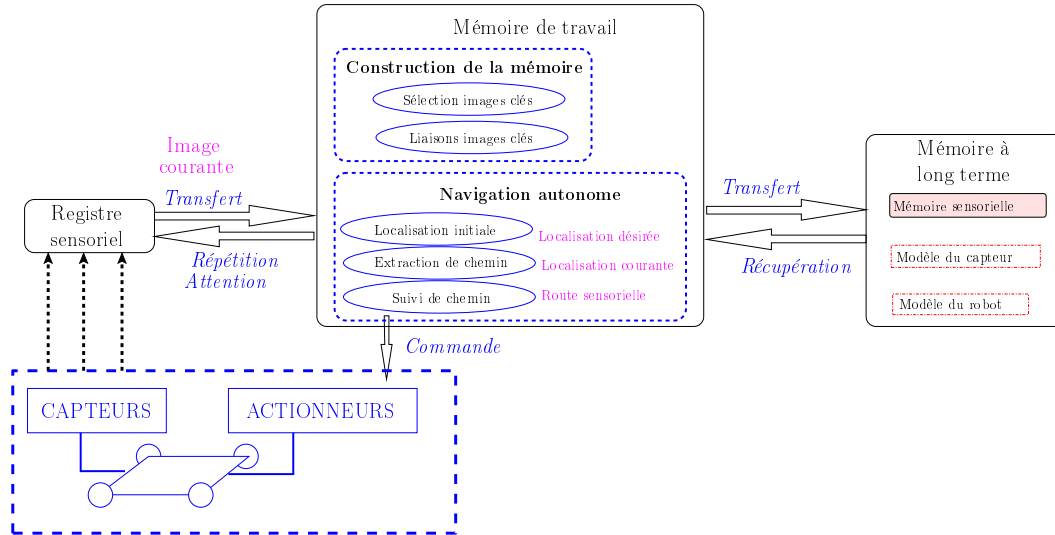 Mémoire de travail
Construction de la mémoire
Sélection images clés
Liaisons images clés
Image
courante
Transfert
Registre
sensoriel
Répétition
Attention
Navigation autonome
Localisation initiale
Localisation désirée
Extraction de chemin
Localisation courante
Suivi de chemin
Route sensorielle
Transfert
Récupération
Mémoire à
long terme
Mémoire sensorielle
Modèle du capteur
Modèle du robot
Commande
CAPTEURS
ACTIONNEURS